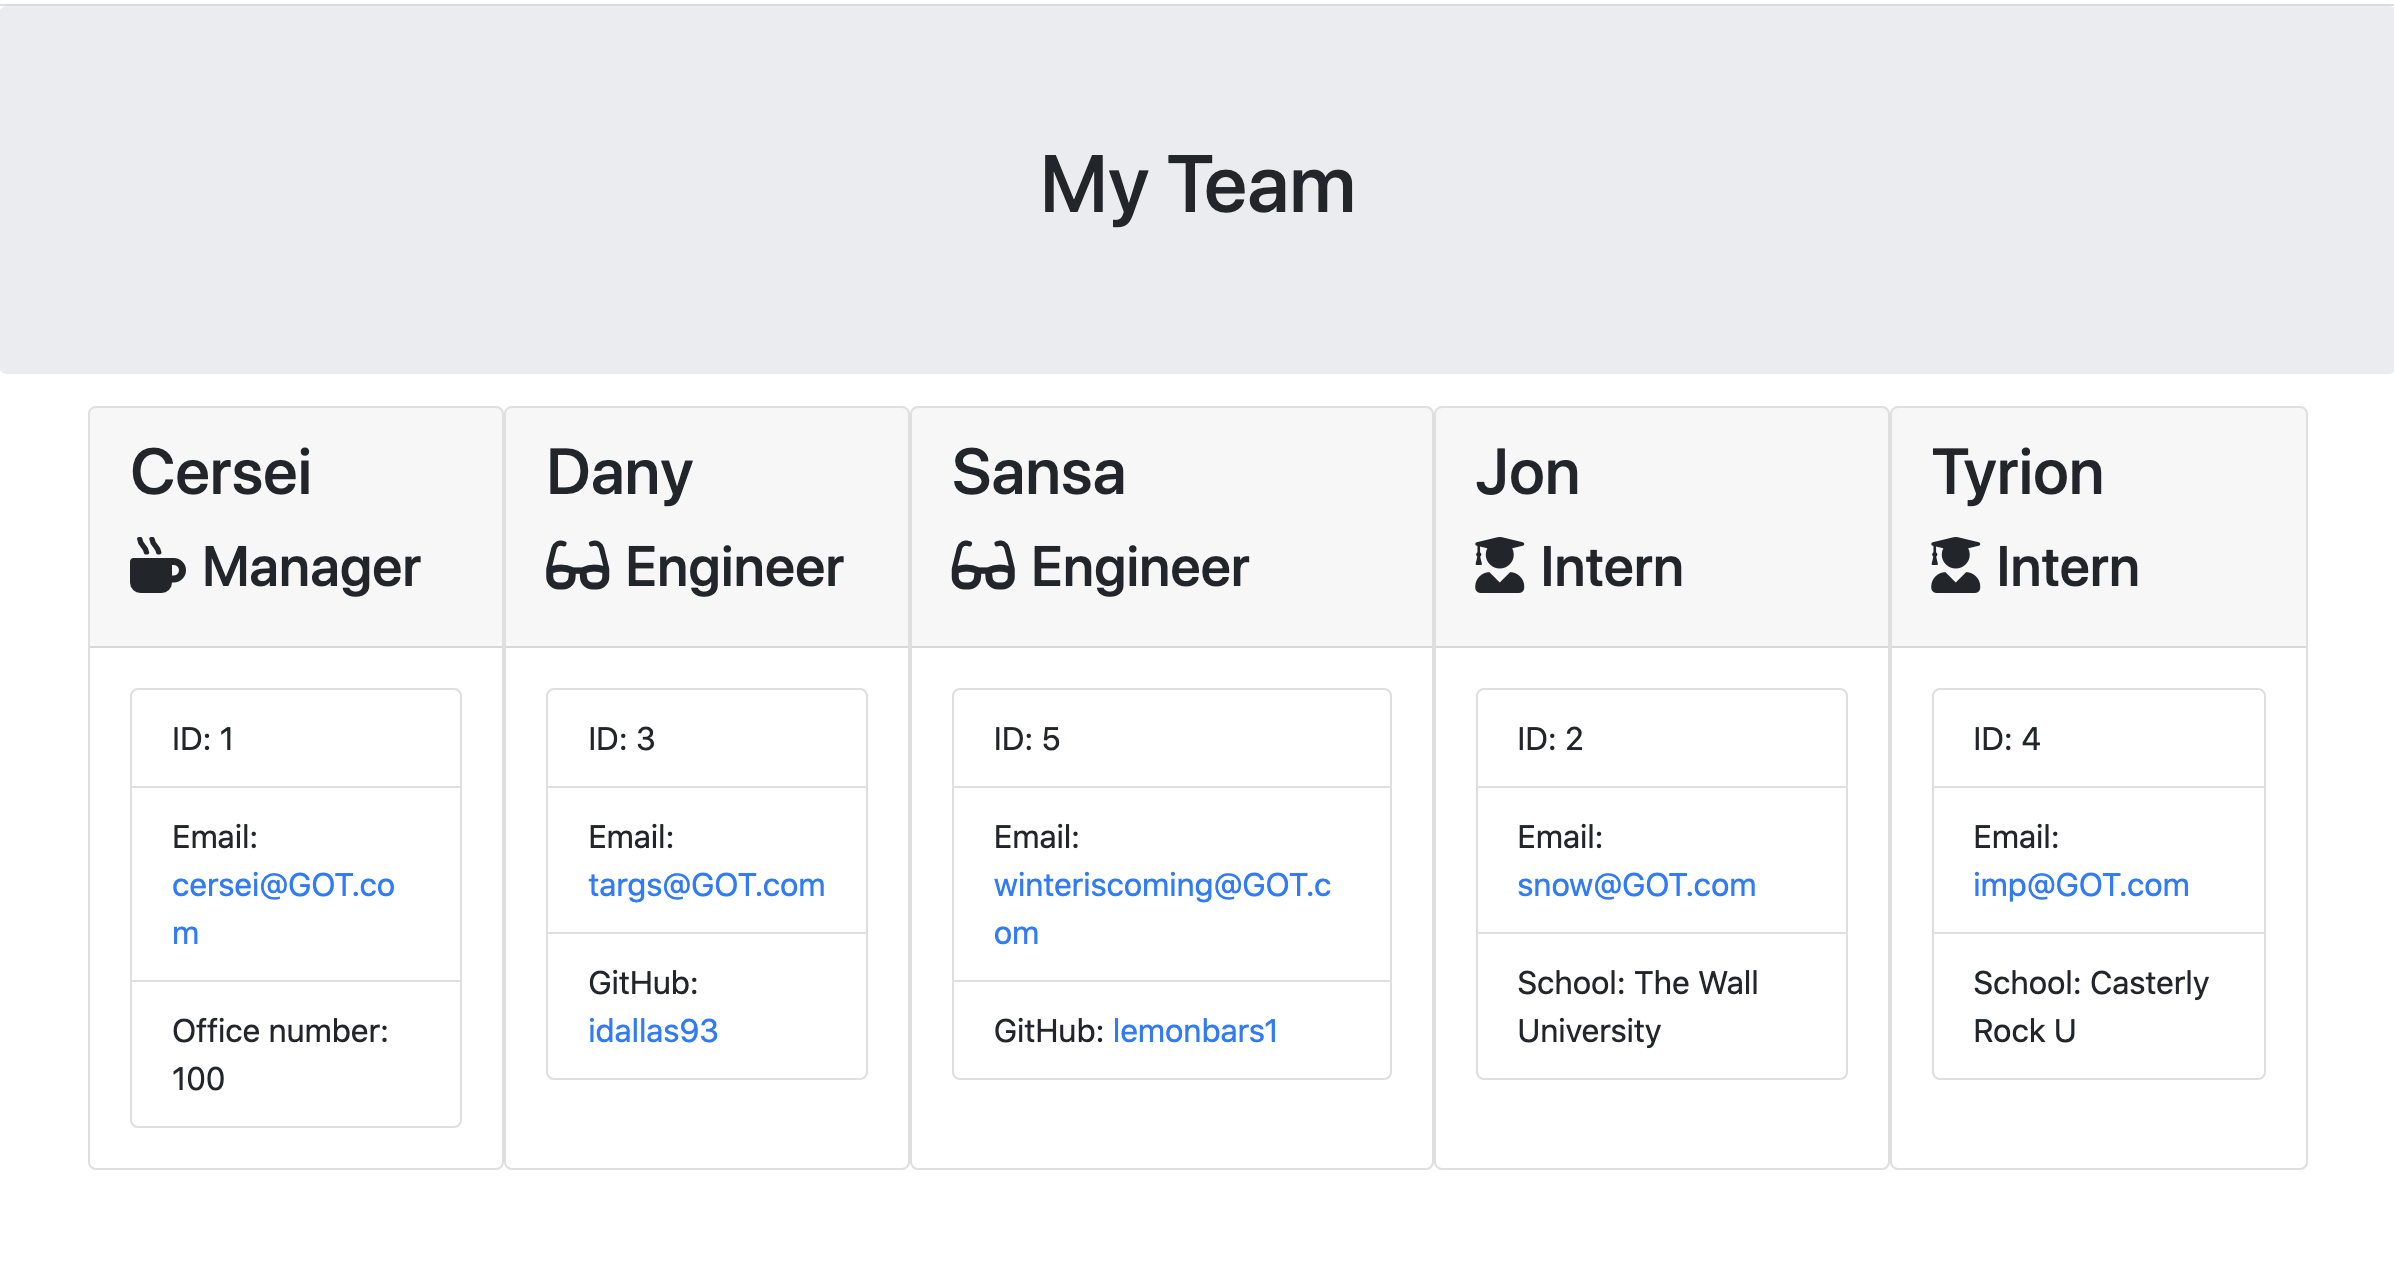 My Team
Cersei
Manager
ID: 1
Email:
cersei@GOT.co
m
Office number:
100
Dany
Engineer
ID: 3
Email:
targs@GOT.com
GitHub:
idallas93
Sansa
Engineer
ID: 5
Email:
winteriscoming@GOT.c
om
GitHub: lemonbars1
Jon
Intern
ID: 2
Email:
snow@GOT.com
School: The Wall
University
Tyrion
Intern
ID: 4
Email:
imp@GOT.com
School: Casterly
Rock U